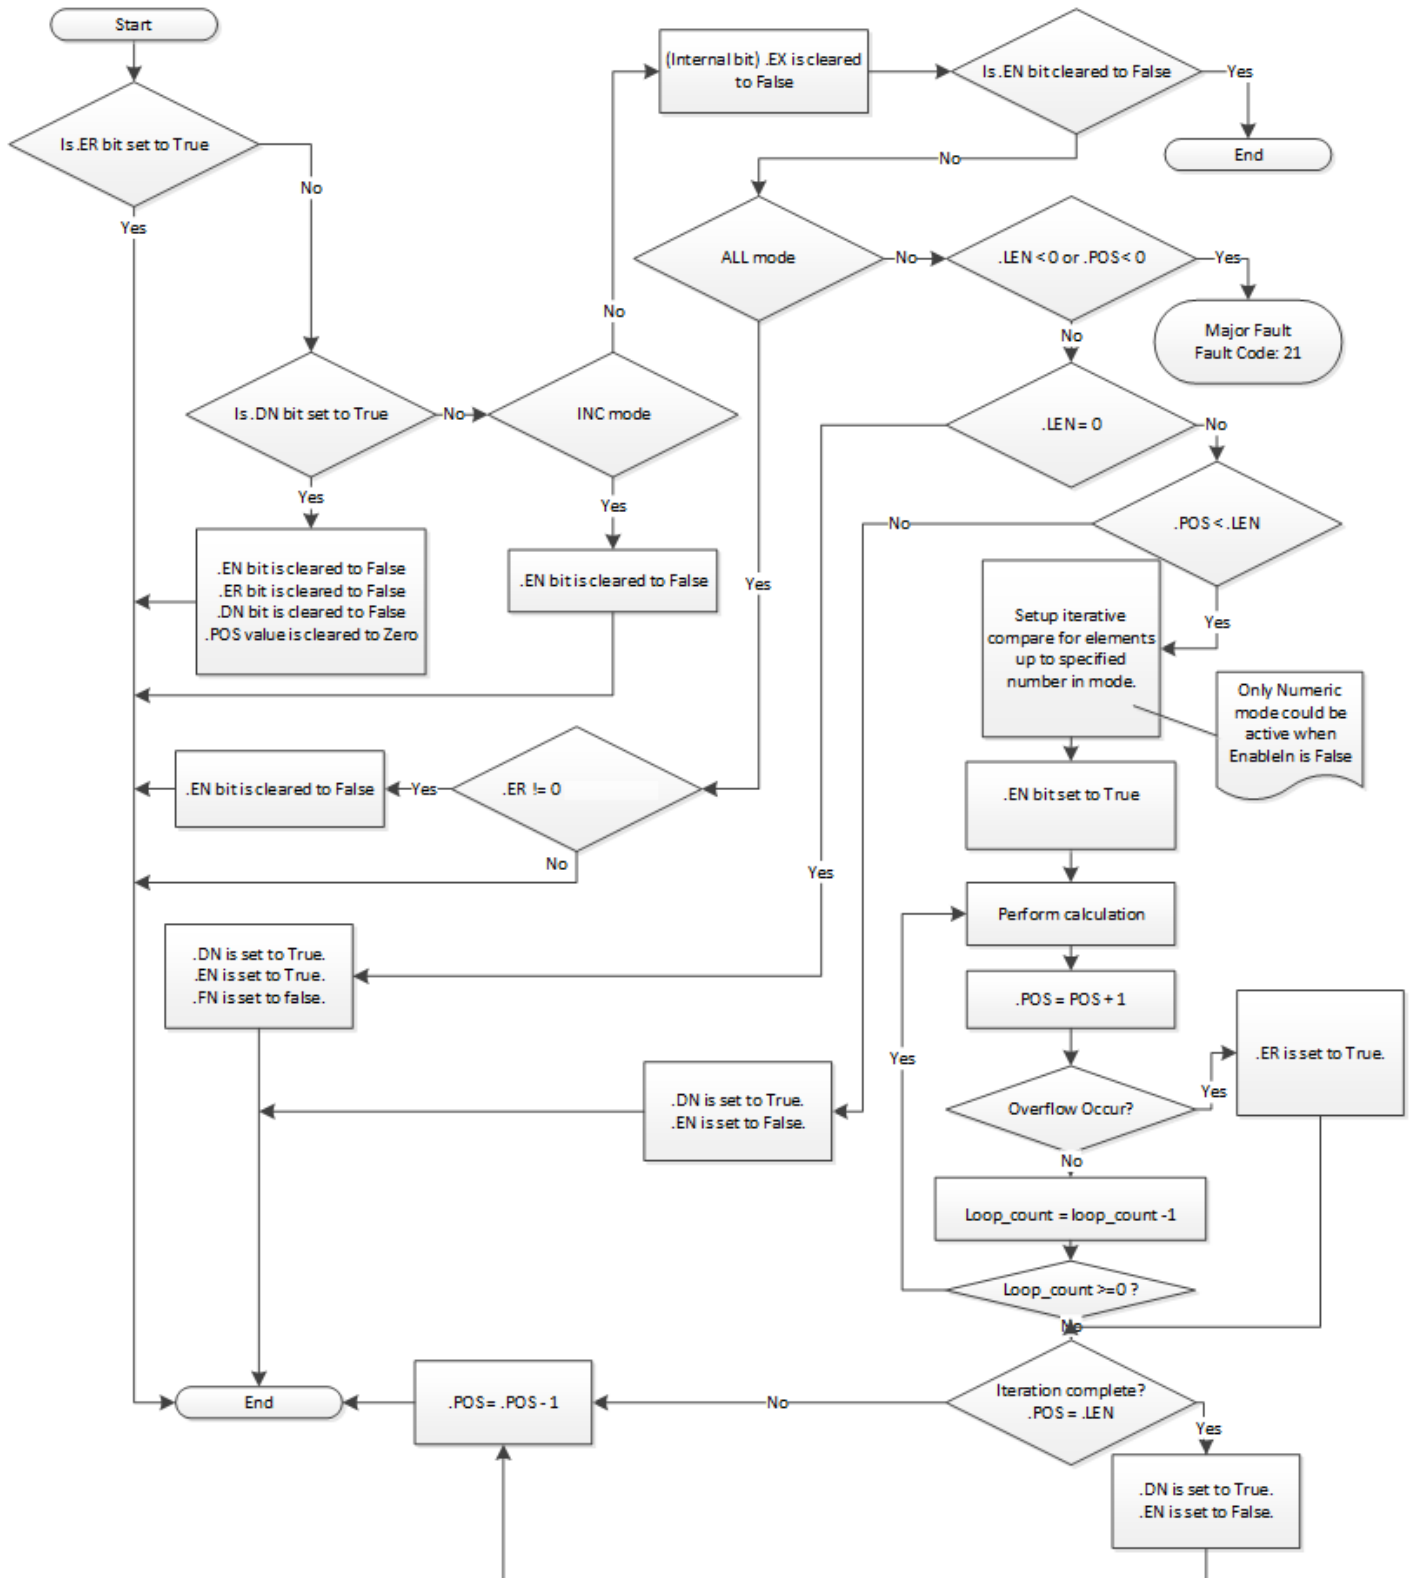 Start
Is .ER bit set to True
No
Yes
Is .DN bit set to True
No
Yes
.EN bit is cleared to False
.ER bit is cleared to False
.DN bit is cleared to False
.POS value is cleared to Zero
INC mode
No
Yes
.EN bit is cleared to False
(Internal bit) .EX is cleared
to False
Is .EN bit cleared to False
Yes
End
No
ALL mode
No
Yes
.LEN < 0 or .POS < 0
Yes
Major Fault
Fault Code: 21
No
.LEN = 0
No
Yes
.POS < .LEN
No
Yes
Setup iterative
compare for elements
up to specified
number in mode.
Only Numeric
mode could be
active when
EnableIn is False
.ER != 0
Yes
.EN bit is cleared to False
No
.EN bit set to True
Perform calculation
.POS = POS + 1
Overflow Occur?
Yes
.ER is set to True.
No
Loop_count = loop_count -1
Loop_count >=0 ?
Yes
No
.DN is set to True.
.EN is set to True.
.FN is set to false.
.DN is set to True.
.EN is set to False.
Iteration complete?
.POS = .LEN
No
Yes
.POS = .POS - 1
End
.DN is set to True.
.EN is set to False.